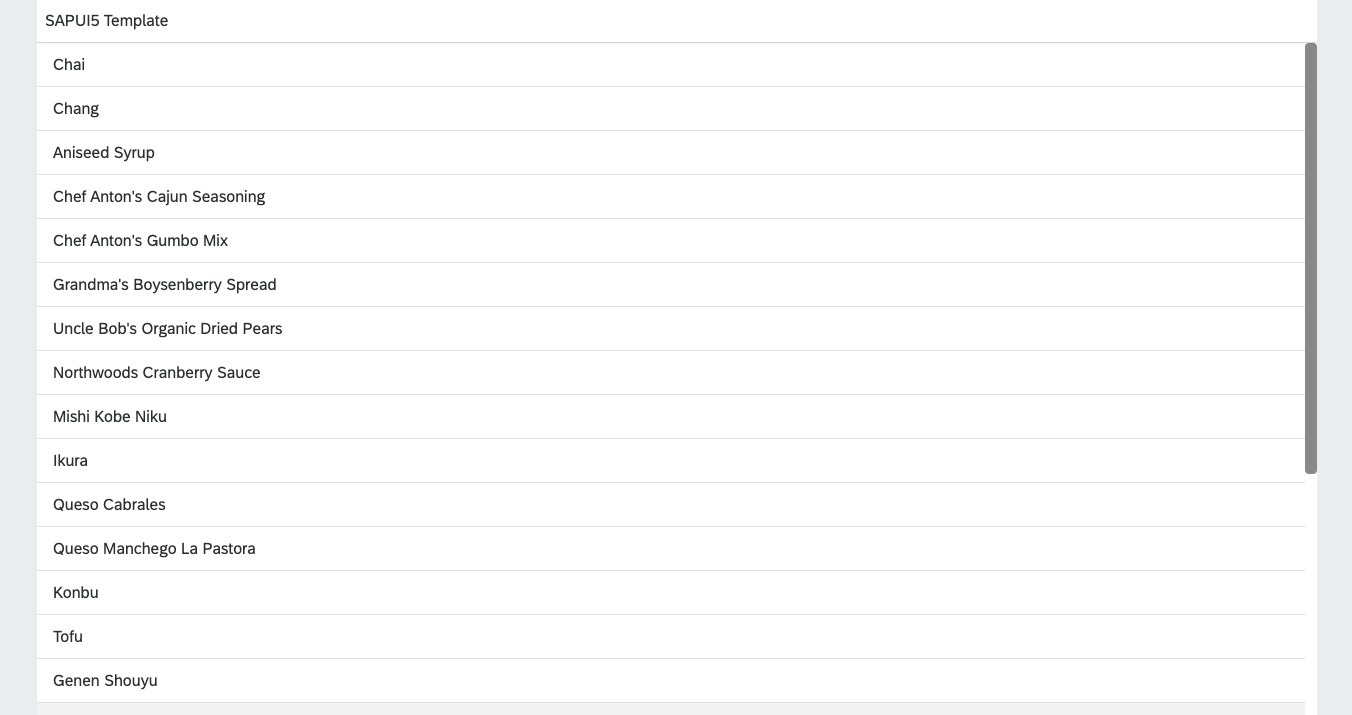 SAPUI5 Template
Chai
Chang
Aniseed Syrup
Chef Anton's Cajun Seasoning
Chef Anton's Gumbo Mix
Grandma's Boysenberry Spread
Uncle Bob's Organic Dried Pears
Northwoods Cranberry Sauce
Mishi Kobe Niku
Ikura
Queso Cabrales
Queso Manchego La Pastora
Konbu
Tofu
Genen Shouyu